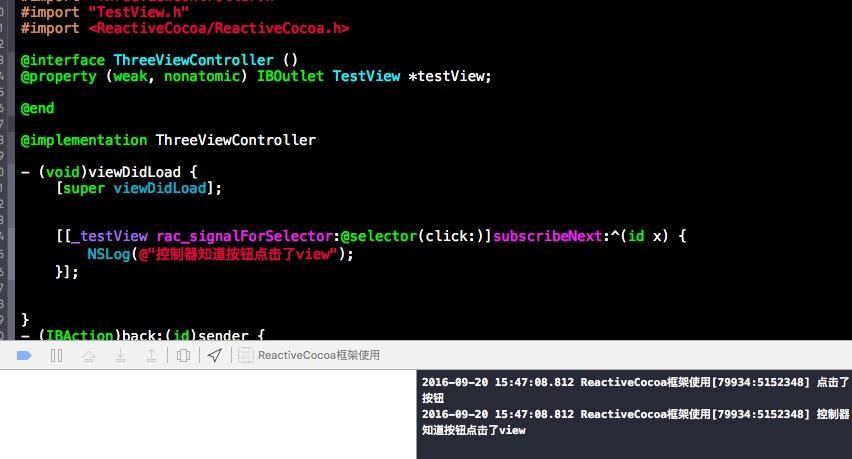 #import "TestView.h"
#import <ReactiveCocoa/ReactiveCocoa.h>
@interface ThreeViewController ()
@property (weak, nonatomic) IBOutlet TestView *testView;
@end
@implementation ThreeViewController
- (void)viewDidLoad {
[super viewDidLoad];
[[_testView rac_signalForSelector:@selector(click:)]subscribeNext:^(id x) {
NSLog(@"控制器知道按钮点击了view");
}];
}
- (IBAction)back:(id)sender {
ReactiveCocoa框架使用
2016-09-20 15:47:08.812 ReactiveCocoa框架使用[79934:5152348] 点击了
按钮
2016-09-20 15:47:08.812 ReactiveCocoa框架使用[79934:5152348] 控制器
知道按钮点击了view